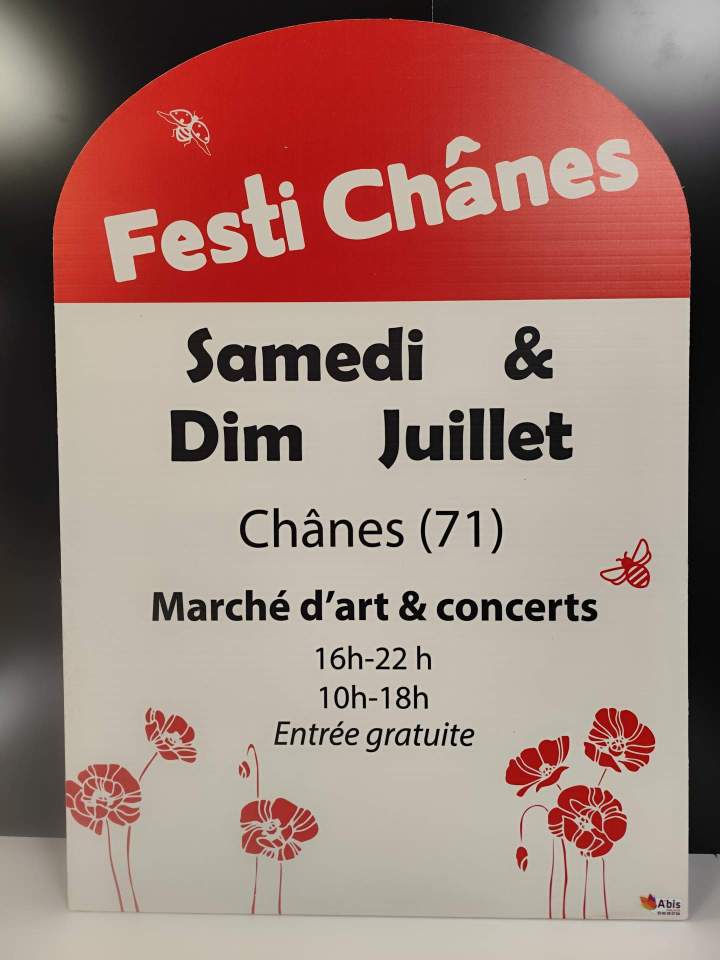 Festi Chânes
Samedi &
Dim Juillet
Chânes (71)
Marché d'art & concerts
16h-22 h
10h-18h
Entrée gratuite
Abis